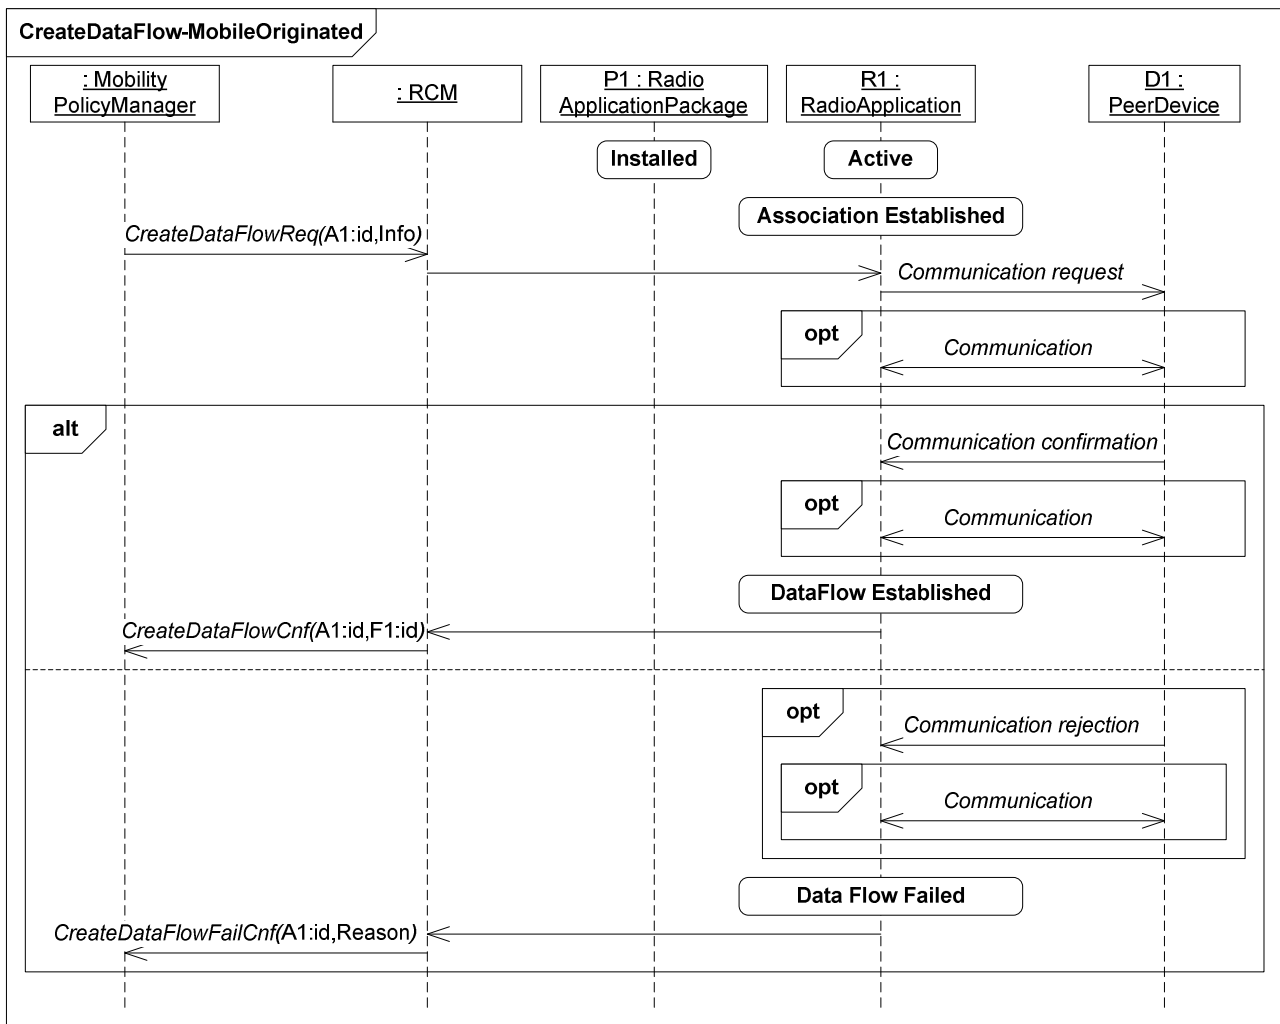 CreateDataFlow-MobileOriginated
: Mobility
PolicyManager
: RCM
P1 : Radio
ApplicationPackage
R1 :
RadioApplication
D1 :
PeerDevice
Installed
Active
Association Established
CreateDataFlowReq(A1:id,Info)
Communication request
opt
Communication
alt
Communication confirmation
opt
Communication
DataFlow Established
CreateDataFlowCnf(A1:id,F1:id)
opt
Communication rejection
opt
Communication
Data Flow Failed
CreateDataFlowFailCnf(A1:id,Reason)